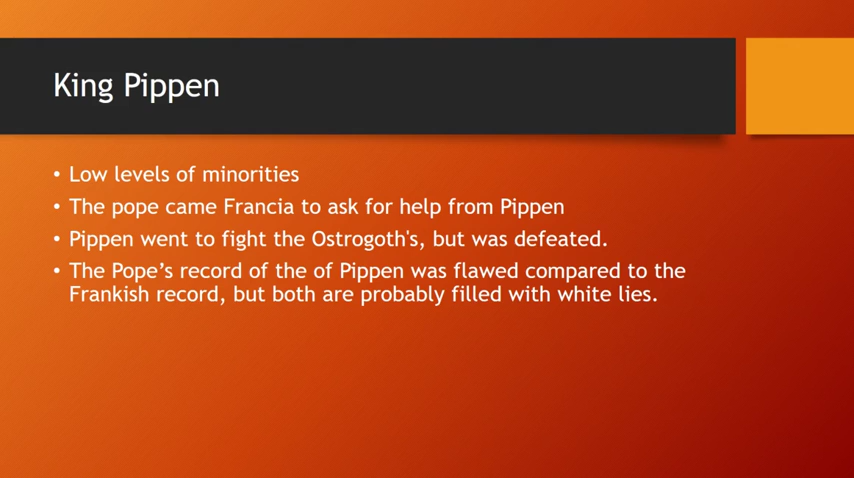 King Pippen
• Low levels of minorities
• The pope came Francia to ask for help from Pippen
• Pippen went to fight the Ostrogoth's, but was defeated.
• The Pope’s record of the of Pippen was flawed compared to the
Frankish record, but both are probably filled with white lies.